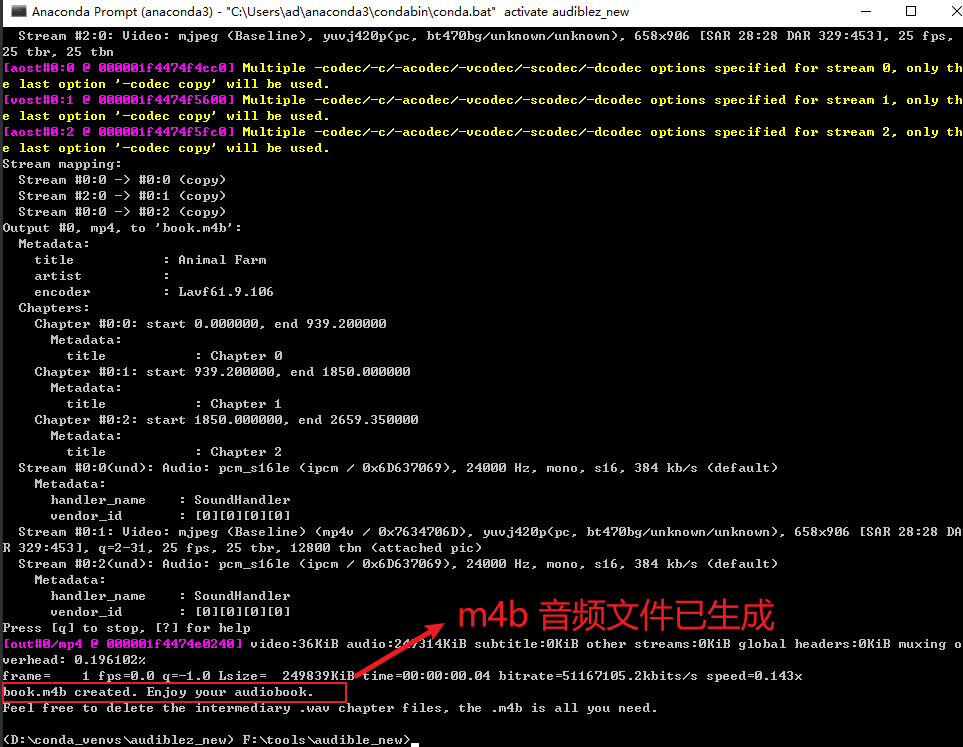 Anaconda Prompt (anaconda3) - "C:\Users\ad\anaconda3\condabin\conda.bat" activate audiblez_new
Stream #2:0: Video: mjpeg (Baseline), yuvj420p(pc, bt470bg/unknown/unknown), 658x906 [SAR 28:28 DAR 329:453], 25 fps,
25 tbr, 25 tbn
[aost#0:0 @ 000001f4474f4cc0] Multiple -codec/-c/-acodec/-vcodec/-scodec/-dcodec options specified for stream 0, only th
e last option '-codec copy' will be used.
[vost#0:1 @ 000001f4474f5600] Multiple -codec/-c/-acodec/-vcodec/-scodec/-dcodec options specified for stream 1, only th
e last option '-codec copy' will be used.
[aost#0:2 @ 000001f4474f5fc0] Multiple -codec/-c/-acodec/-vcodec/-scodec/-dcodec options specified for stream 2, only th
e last option '-codec copy' will be used.
Stream mapping:
Stream #0:0 -> #0:0 (copy)
Stream #2:0 -> #0:1 (copy)
Stream #0:0 -> #0:2 (copy)
Output #0, mp4, to 'book.m4b':
Metadata:
title : Animal Farm
artist :
encoder : Lavf61.9.106
Chapters:
Chapter #0:0: start 0.000000, end 939.200000
Metadata:
title : Chapter 0
Chapter #0:1: start 939.200000, end 1850.000000
Metadata:
title : Chapter 1
Chapter #0:2: start 1850.000000, end 2659.350000
Metadata:
title : Chapter 2
Stream #0:0(und): Audio: pcm_s16le (ipcm / 0x6D637069), 24000 Hz, mono, s16, 384 kb/s (default)
Metadata:
handler_name : SoundHandler
vendor_id : [0][0][0][0]
Stream #0:1: Video: mjpeg (Baseline) (mp4v / 0x7634706D), yuvj420p(pc, bt470bg/unknown/unknown), 658x906 [SAR 28:28 DA
R 329:453], q=2-31, 25 fps, 25 tbr, 12800 tbn (attached pic)
Stream #0:2(und): Audio: pcm_s16le (ipcm / 0x6D637069), 24000 Hz, mono, s16, 384 kb/s (default)
Metadata:
handler_name : SoundHandler
vendor_id : [0][0][0][0]
Press [q] to stop, [?] for help
m4b 音频文件已生成
[out#0/mp4 @ 000001f4474e0240] video:36KiB audio:249314KiB subtitle:0KiB other streams:0KiB global headers:0KiB muxing o
verhead: 0.196102%
frame= 1 fps=0.0 q=-1.0 Lsize= 249839KiB time=00:00:00.04 bitrate=51167105.2kbits/s speed=0.143x
book.m4b created. Enjoy your audiobook.
Feel free to delete the intermediary .wav chapter files, the .m4b is all you need.
(D:\conda_venvs\audiblez_new) F:\tools\audible_new>